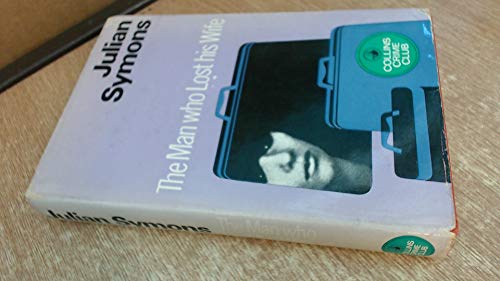 Julian
Symons
The Man who Lost his Wife
COLLINS
CRIME
CLUB
Julian Symons
The Man who
COLLINS
CRIME
CLUB